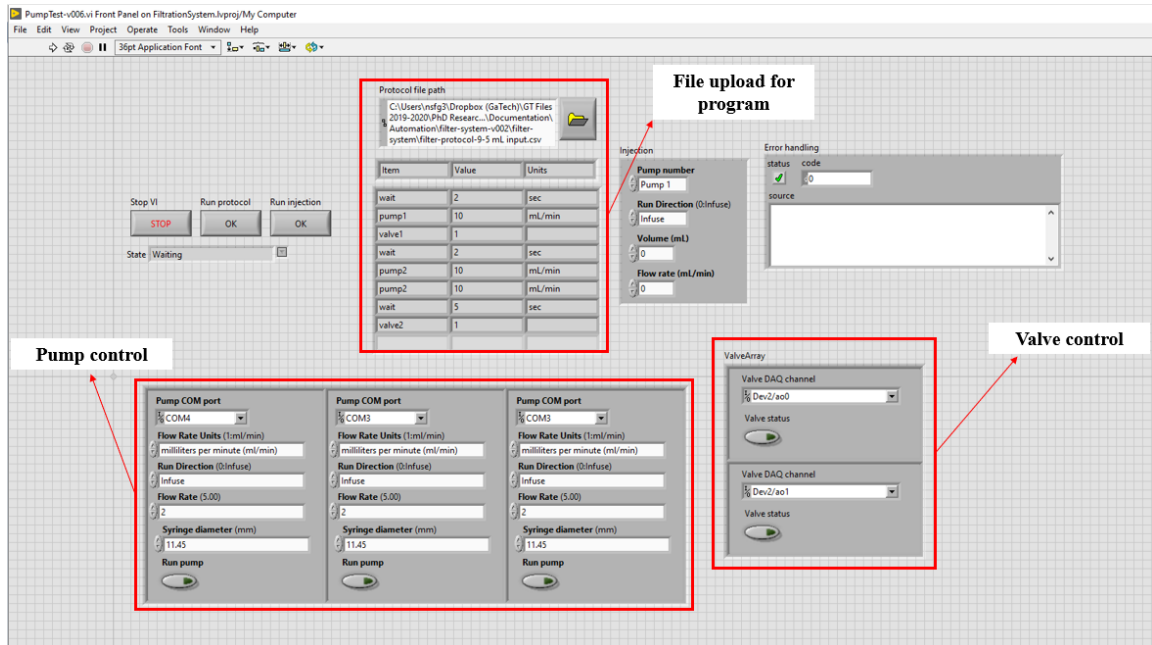 PumpTest-v006.vi Front Panel on FiltrationSystem.lvproj/My Computer
File Edit View Project Operate Tools Window Help
36pt Application Font
File upload for
program
Protocol file path
C:\Users\nsfg3\Dropbox (GaTech)\GT Files
2019-2020\PhD Researc...\Documentation\
Automation\filter-system-v002\filter-
system\filter-protocol-9-5 mL input.csv
Item Value Units
wait 2 sec
pump1 10 mL/min
valve1 1
wait 2 sec
pump2 10 mL/min
pump2 10 mL/min
wait 5 sec
valve2 1
Stop VI Run protocol Run injection
STOP OK OK
State Waiting
Injection
Pump number
Pump 1
Run Direction (0:Infuse)
Infuse
Volume (mL)
0
Flow rate (mL/min)
0
Error handling
status code
0
source
Pump control
Pump COM port
COM4
Flow Rate Units (1:ml/min)
milliliters per minute (ml/min)
Run Direction (0:Infuse)
Infuse
Flow Rate (5.00)
2
Syringe diameter (mm)
11.45
Run pump
Pump COM port
COM3
Flow Rate Units (1:ml/min)
milliliters per minute (ml/min)
Run Direction (0:Infuse)
Infuse
Flow Rate (5.00)
2
Syringe diameter (mm)
11.45
Run pump
Pump COM port
COM3
Flow Rate Units (1:ml/min)
milliliters per minute (ml/min)
Run Direction (0:Infuse)
Infuse
Flow Rate (5.00)
2
Syringe diameter (mm)
11.45
Run pump
Valve control
ValveArray
Valve DAQ channel
Dev2/ao0
Valve status
Valve DAQ channel
Dev2/ao1
Valve status